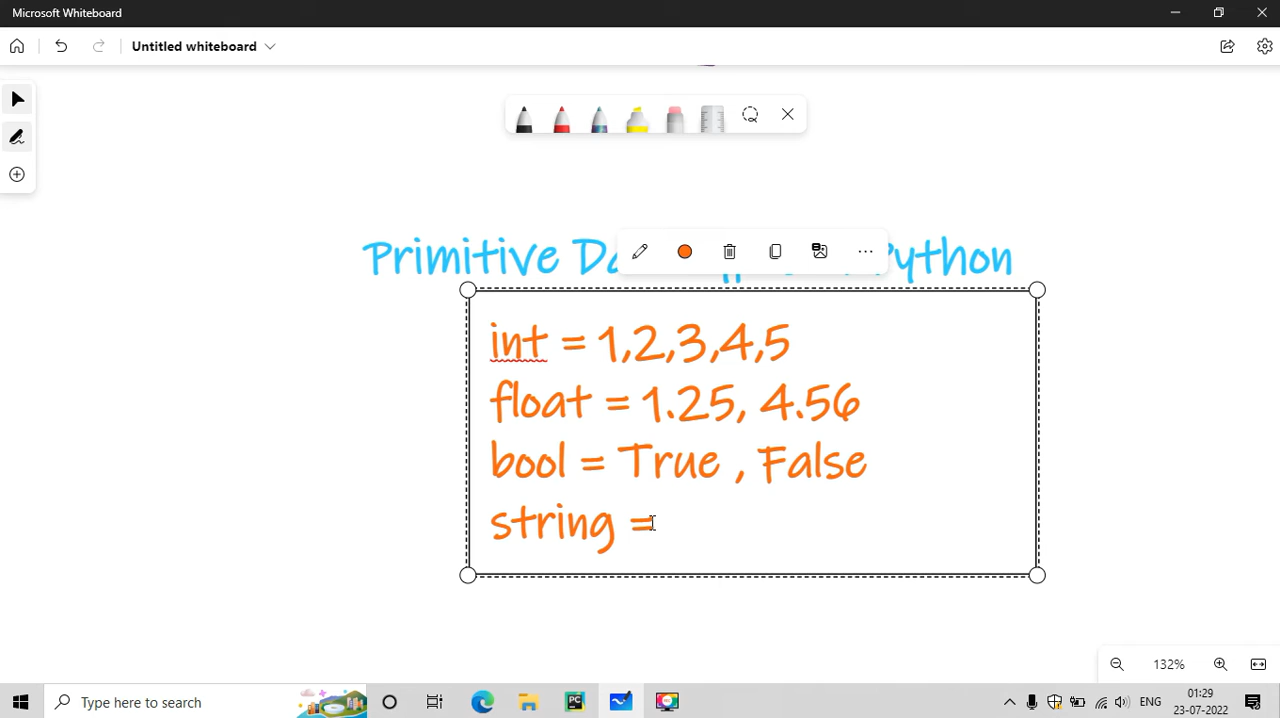 Microsoft Whiteboard
Untitled whiteboard
Primitive Da Python
int = 1,2,3,4,5
float = 1.25, 4.56
bool = True , False
string =
132%
Type here to search
ENG
01:29
23-07-2022